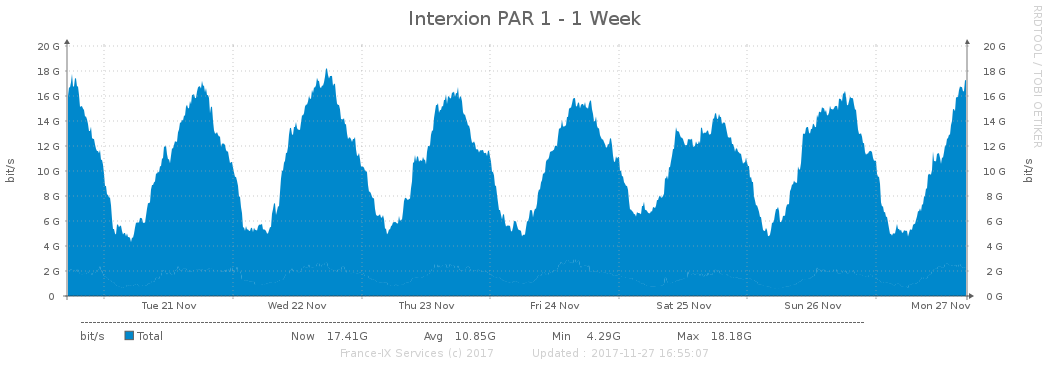 Interxion PAR 1 - 1 Week
RRDTOOL / TOBI OETIKER
bit/s
bit/s
20 G 20 G
18 G 18 G
16 G 16 G
14 G 14 G
12 G 12 G
10 G 10 G
8 G 8 G
6 G 6 G
4 G 4 G
2 G 2 G
0 0 G
Tue 21 Nov Wed 22 Nov Thu 23 Nov Fri 24 Nov Sat 25 Nov Sun 26 Nov Mon 27 Nov
bit/s Total Now 17.41G Avg 10.85G Min 4.29G Max 18.18G
France-IX Services (c) 2017 Updated : 2017-11-27 16:55:07